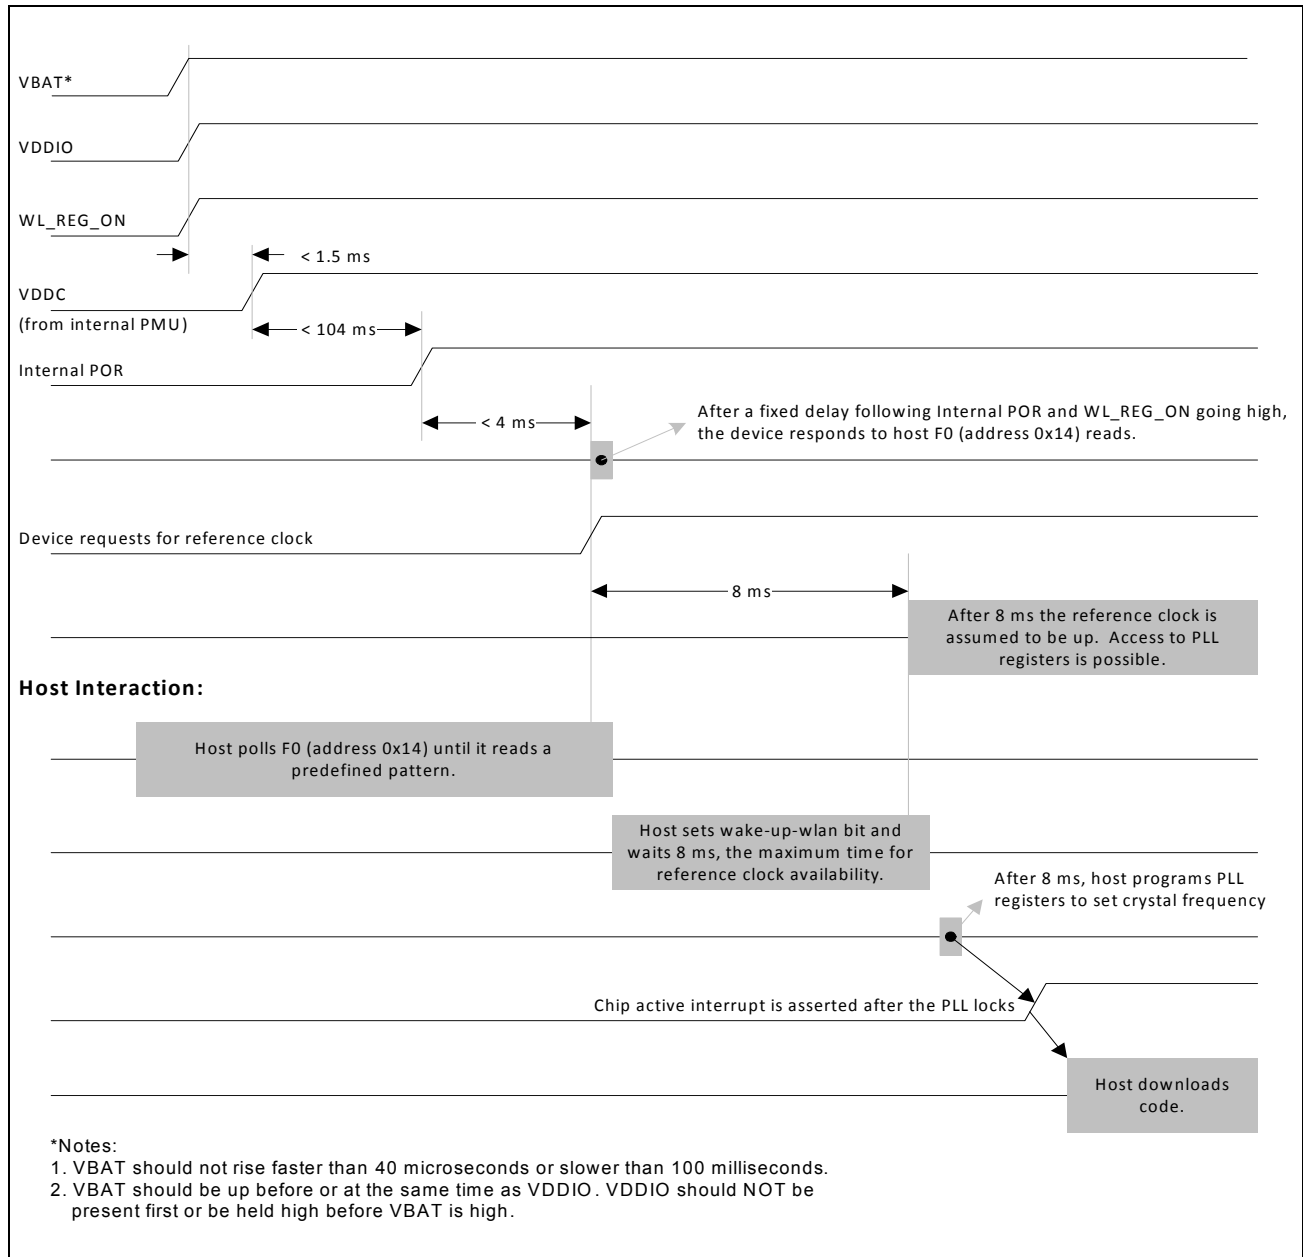 VBAT*
VDDIO
WL_REG_ON
< 1.5 ms
VDDC
(from internal PMU)
< 104 ms
Internal POR
After a fixed delay following Internal POR and WL_REG_ON going high,
the device responds to host F0 (address 0x14) reads.
< 4 ms
Device requests for reference clock
8 ms
After 8 ms the reference clock is
assumed to be up. Access to PLL
registers is possible.
Host Interaction:
Host polls F0 (address 0x14) until it reads a
predefined pattern.
Host sets wake-up-wlan bit and
waits 8 ms, the maximum time for
reference clock availability.
After 8 ms, host programs PLL
registers to set crystal frequency
Chip active interrupt is asserted after the PLL locks
Host downloads
code.
*Notes:
1. VBAT should not rise faster than 40 microseconds or slower than 100 milliseconds.
2. VBAT should be up before or at the same time as VDDIO. VDDIO should NOT be
present first or be held high before VBAT is high.